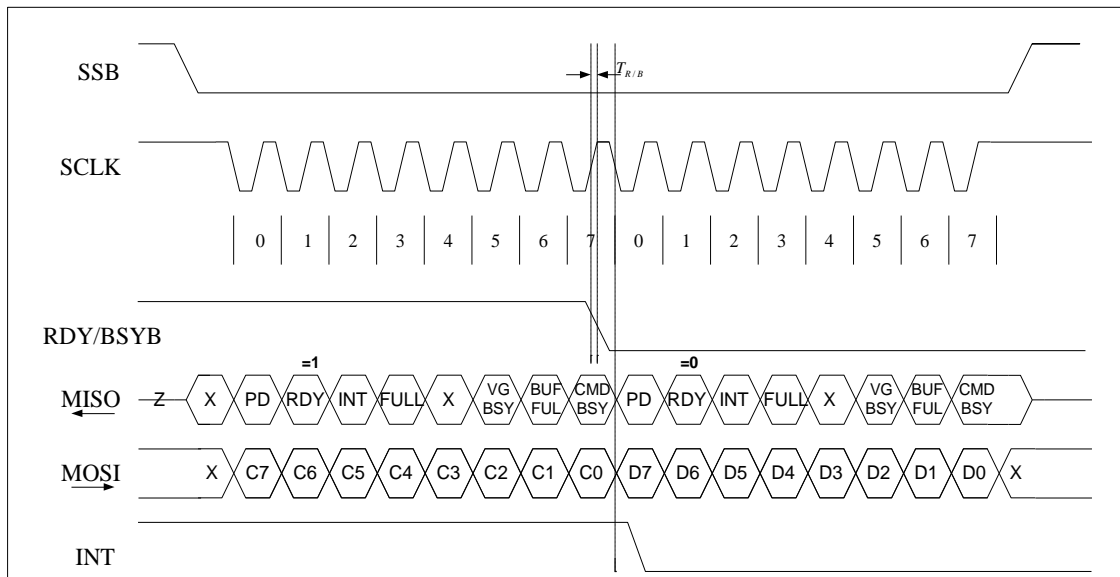 SSB
T R/B
SCLK
0 1 2 3 4 5 6 7 0 1 2 3 4 5 6 7
RDY/BSYB
=1 =0
MISO Z X PD RDY INT FULL X VG BSY BUF FUL CMD BSY PD RDY INT FULL X VG BSY BUF FUL CMD BSY
MOSI X C7 C6 C5 C4 C3 C2 C1 C0 D7 D6 D5 D4 D3 D2 D1 D0 X
INT